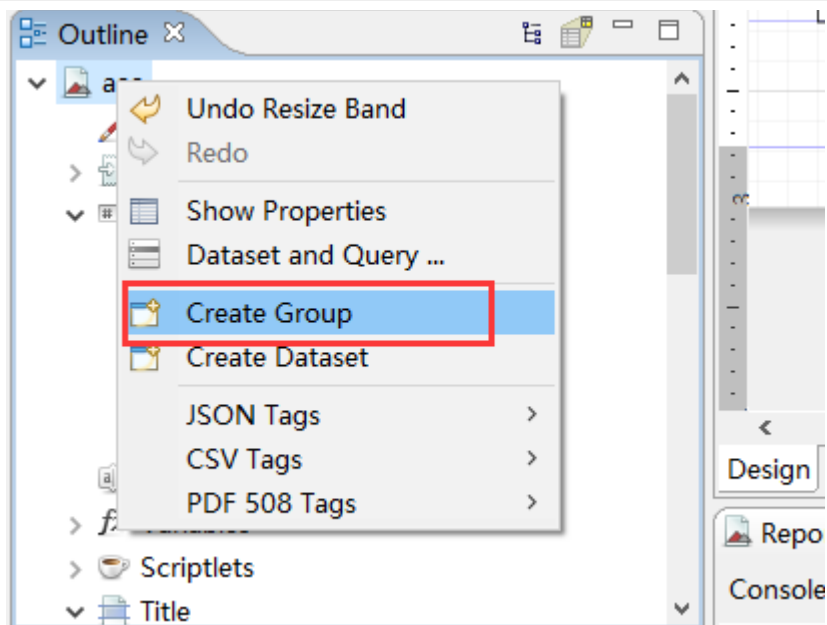 Outline
Undo Resize Band
Redo
Show Properties
Dataset and Query ...
Create Group
Create Dataset
JSON Tags
CSV Tags
PDF 508 Tags
Scriptlets
Title
3
Design
Console